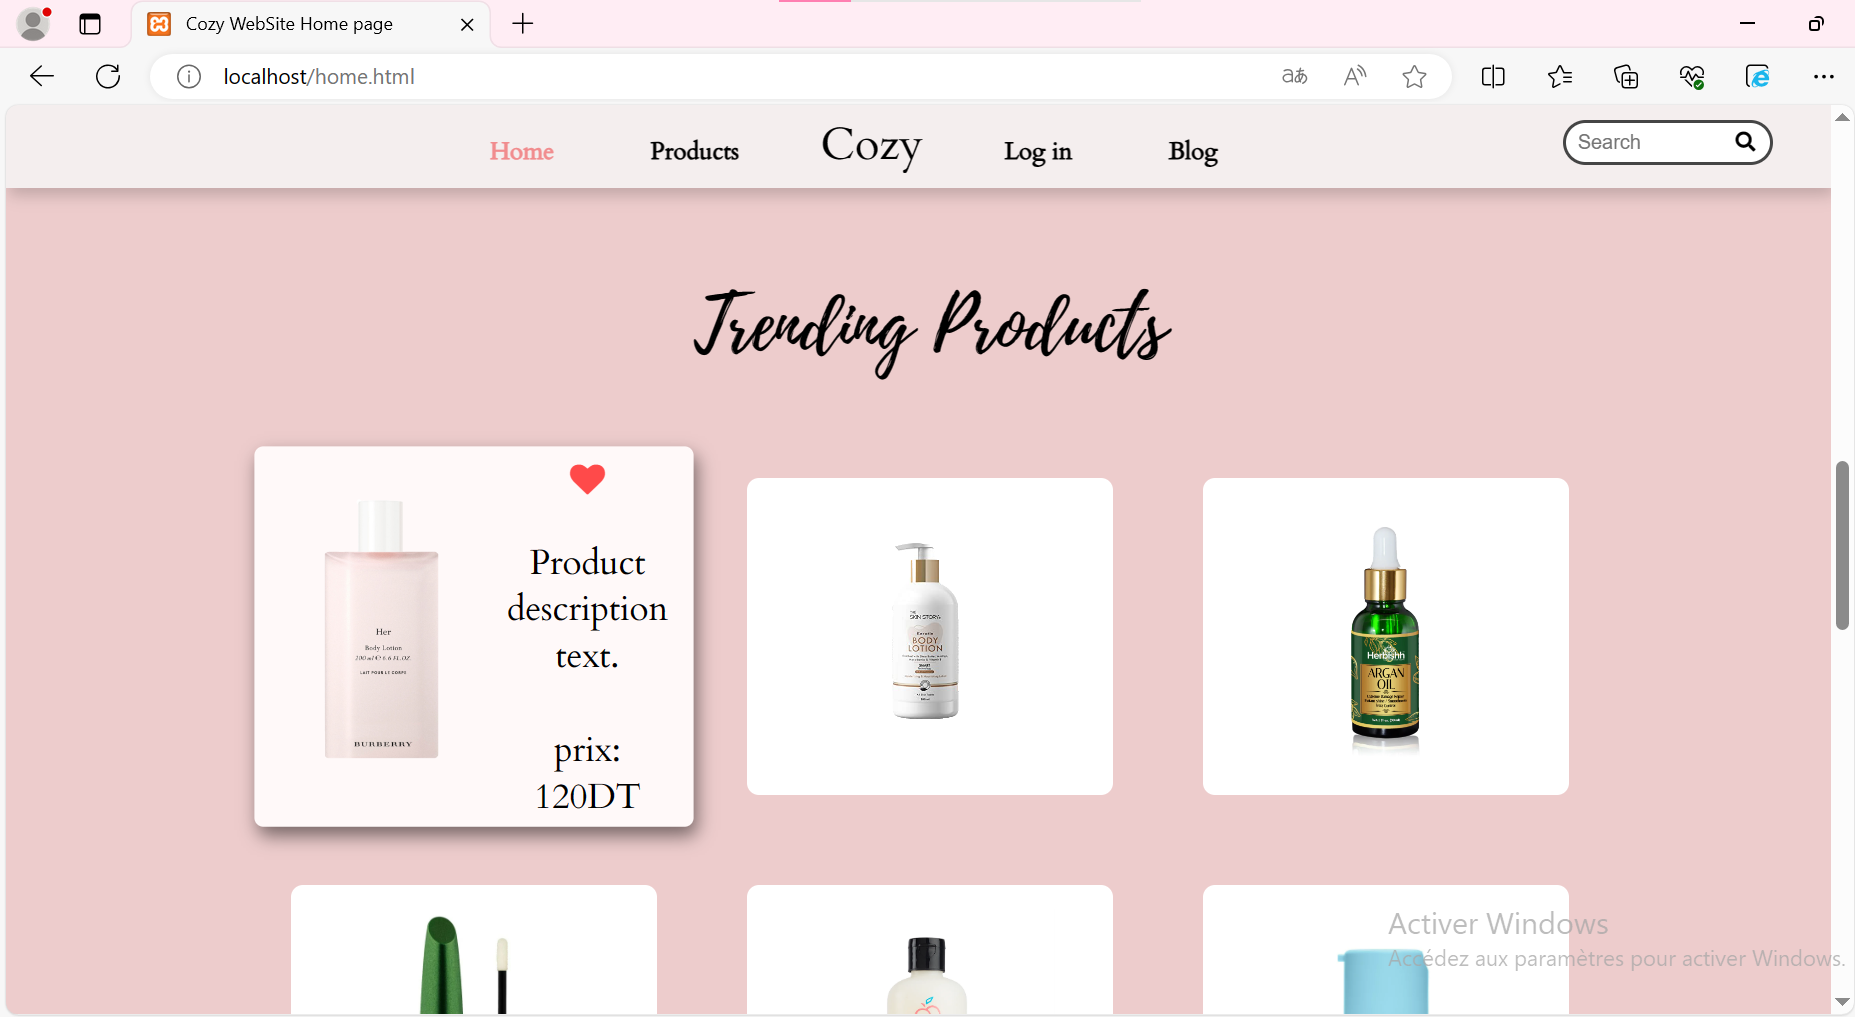 Cozy WebSite Home page
localhost/home.html
Home
Products
Cozy
Log in
Blog
Search
Trending Products
Her
Body Lotion
200 ml ℮ 6.6 FL.OZ.
LAIT POUR LE CORPS
BURBERRY
Product
description
text.
prix:
120DT
THE
SKIN STORY.
Keratin
BODY
LOTION
Herbishh
ARGAN
OIL
Activer Windows
Accédez aux paramètres pour activer Windows.